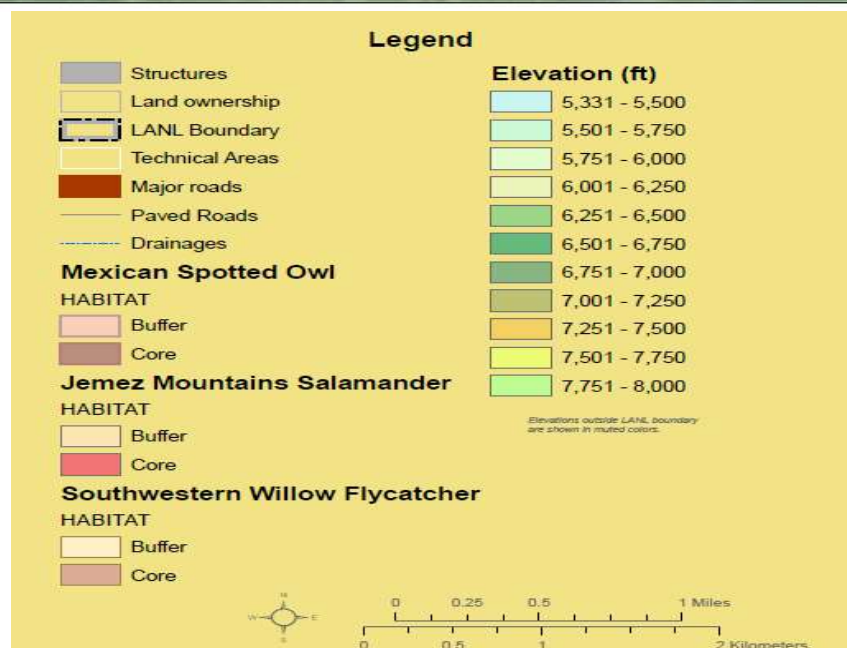 Legend
Structures
Land ownership
LANL Boundary
Technical Areas
Major roads
Paved Roads
Drainages
Mexican Spotted Owl
HABITAT
Buffer
Core
Jemez Mountains Salamander
HABITAT
Buffer
Core
Southwestern Willow Flycatcher
HABITAT
Buffer
Core
Elevation (ft)
5,331 - 5,500
5,501 - 5,750
5,751 - 6,000
6,001 - 6,250
6,251 - 6,500
6,501 - 6,750
6,751 - 7,000
7,001 - 7,250
7,251 - 7,500
7,501 - 7,750
7,751 - 8,000
Elevations outside LANL boundary
are shown in muted colors.
N
W E
S
0 0.25 0.5 1 Miles
0 0.5 1 2 Kilometers